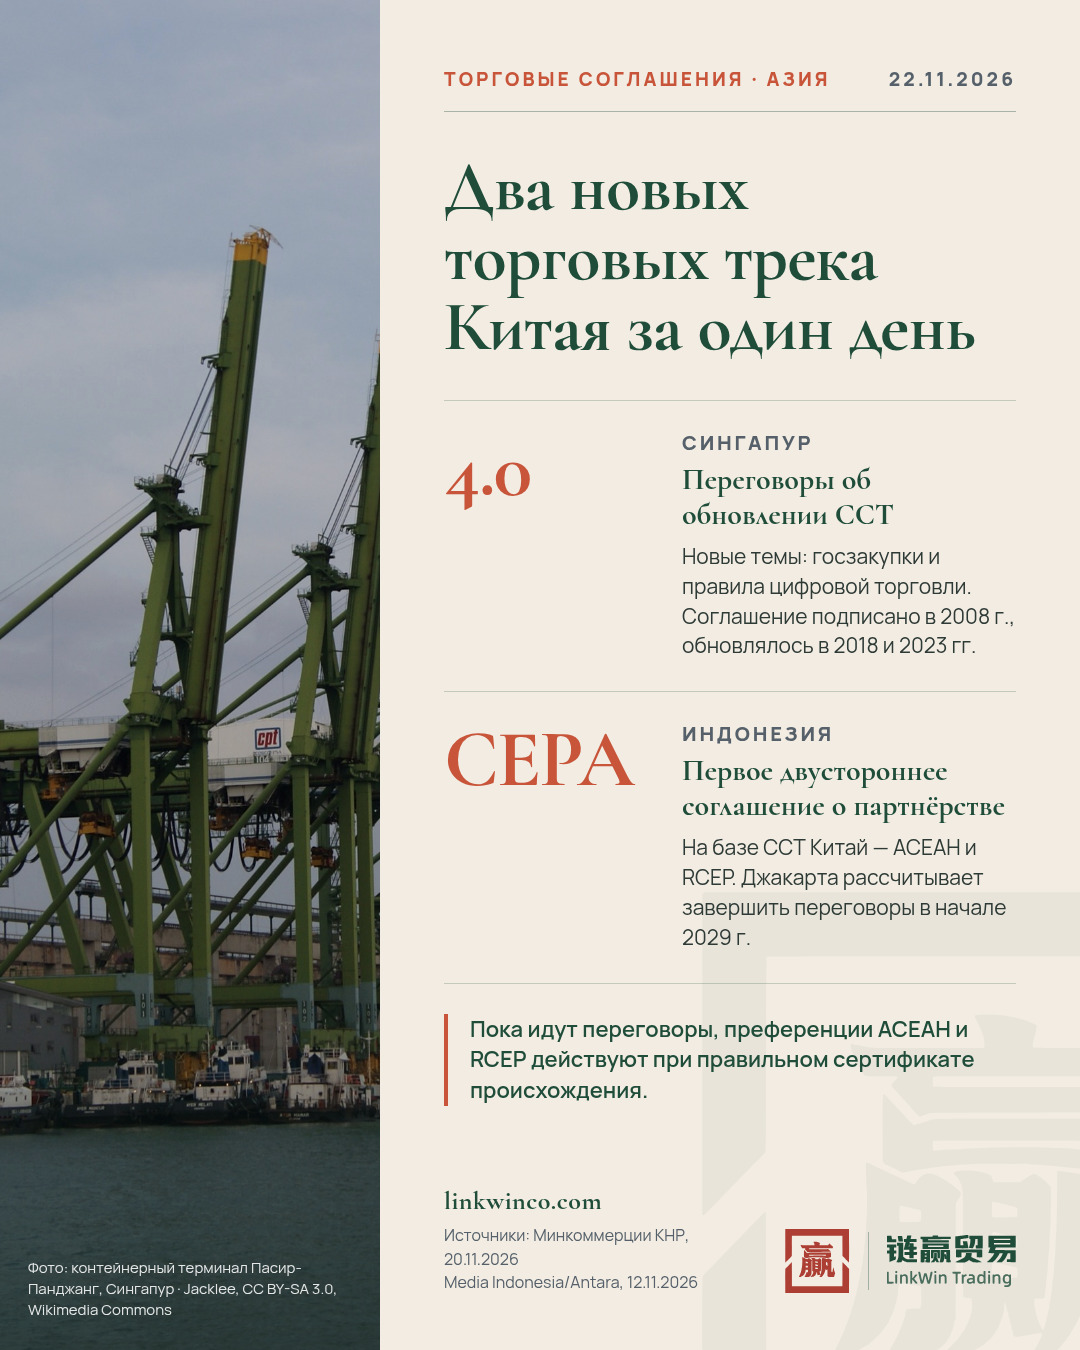 ТОРГОВЫЕ СОГЛАШЕНИЯ · АЗИЯ
22.11.2026
Два новых
торговых трека
Китая за один день
4.0
СИНГАПУР
Переговоры об
обновлении ССТ
Новые темы: госзакупки и
правила цифровой торговли.
Соглашение подписано в 2008 г.,
обновлялось в 2018 и 2023 гг.
CEPA
ИНДОНЕЗИЯ
Первое двустороннее
соглашение о партнёрстве
На базе ССТ Китай — АСЕАН и
RCEP. Джакарта рассчитывает
завершить переговоры в начале
2029 г.
Пока идут переговоры, преференции АСЕАН и
RCEP действуют при правильном сертификате
происхождения.
linkwinco.com
Источники: Минкоммерции КНР,
20.11.2026
Media Indonesia/Antara, 12.11.2026
赢
链赢贸易
LinkWin Trading
cpt
Фото: контейнерный терминал Пасир-
Панджанг, Сингапур · Jacklee, CC BY-SA 3.0,
Wikimedia Commons